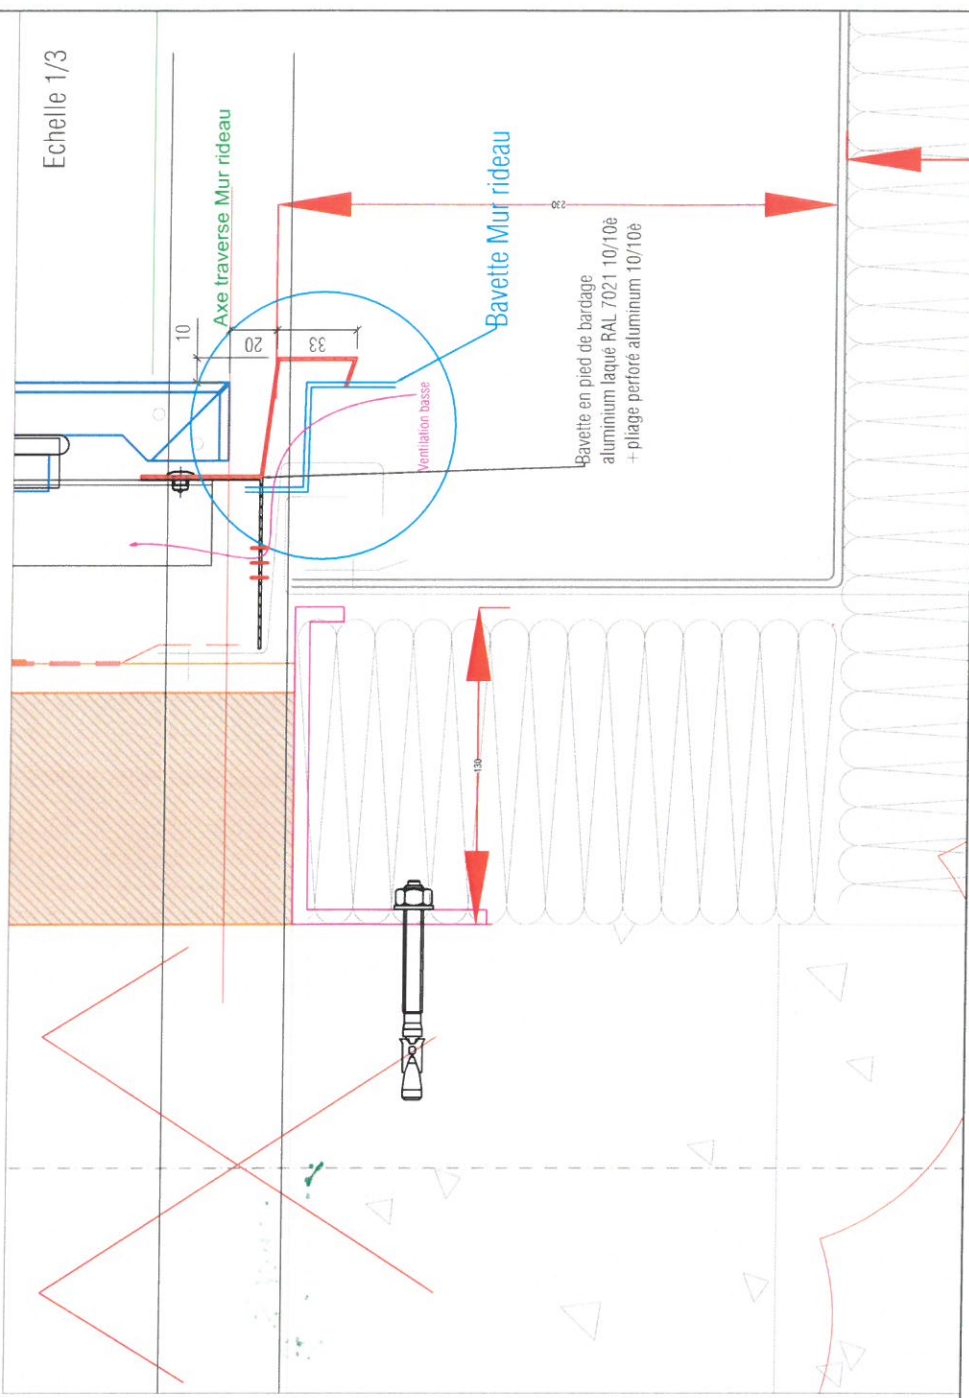 Echelle 1/3
Axe traverse Mur rideau
10
20
33
Bavette Mur rideau
230
Ventilation basse
Bavette en pied de bardage
aluminium laqué RAL 7021 10/10è
+ pliage perforé aluminum 10/10è
130